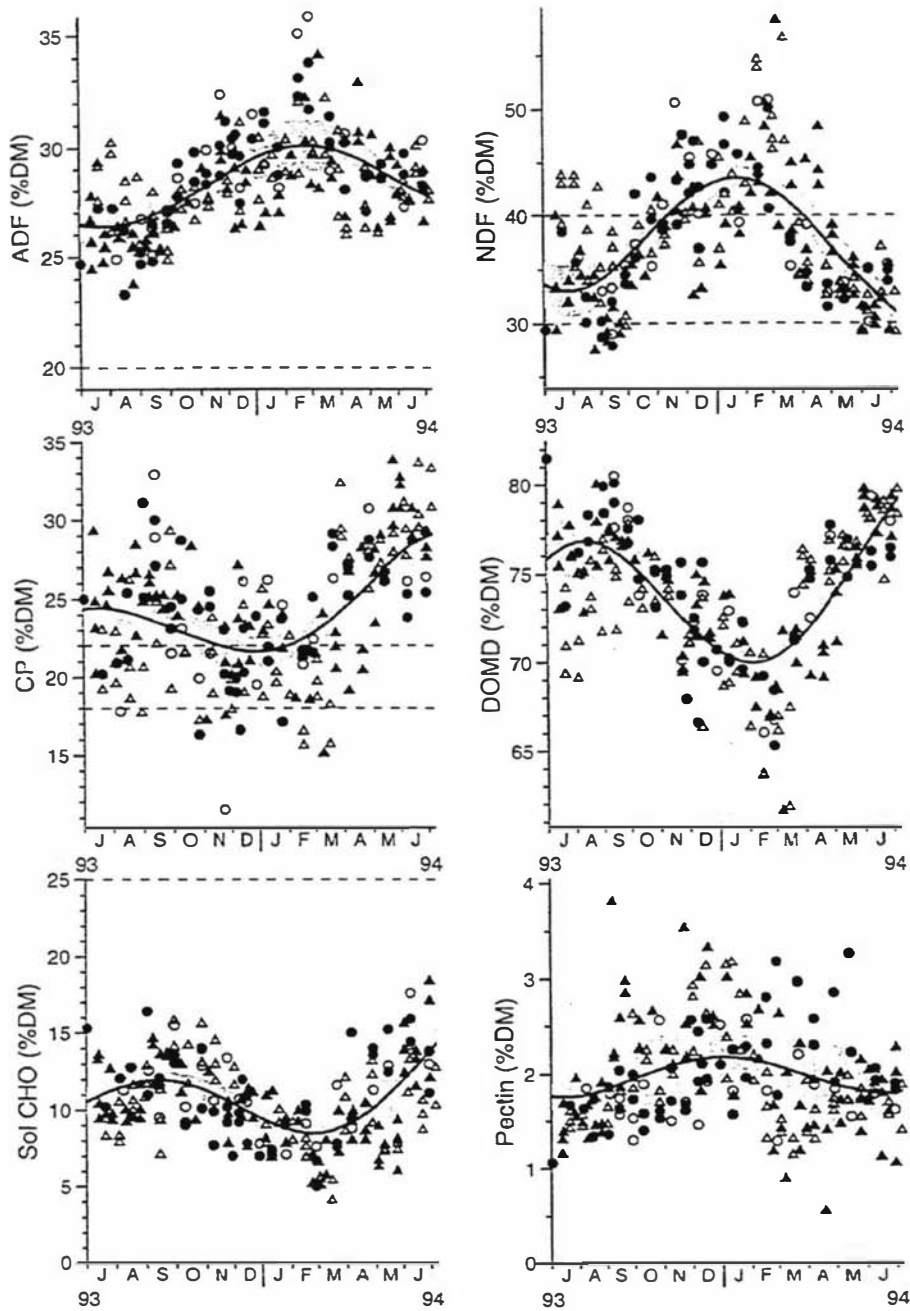 ADF (%DM)
35
30
25
20
J A S O N D J F M A M J
93 94
NDF (%DM)
50
40
30
J A S C N D J F M A M J
93 94
CP (%DM)
35
30
25
20
15
J A S O N D J F M A M J
93 94
DOMD (%DM)
80
75
70
65
J A S O N D J F M A M J
93 94
Sol CHO (%DM)
25
20
15
10
5
0
J A S O N D J F M A M J
93 94
Pectin (%DM)
4
3
2
1
0
J A S O N D J F M A M J
93 94